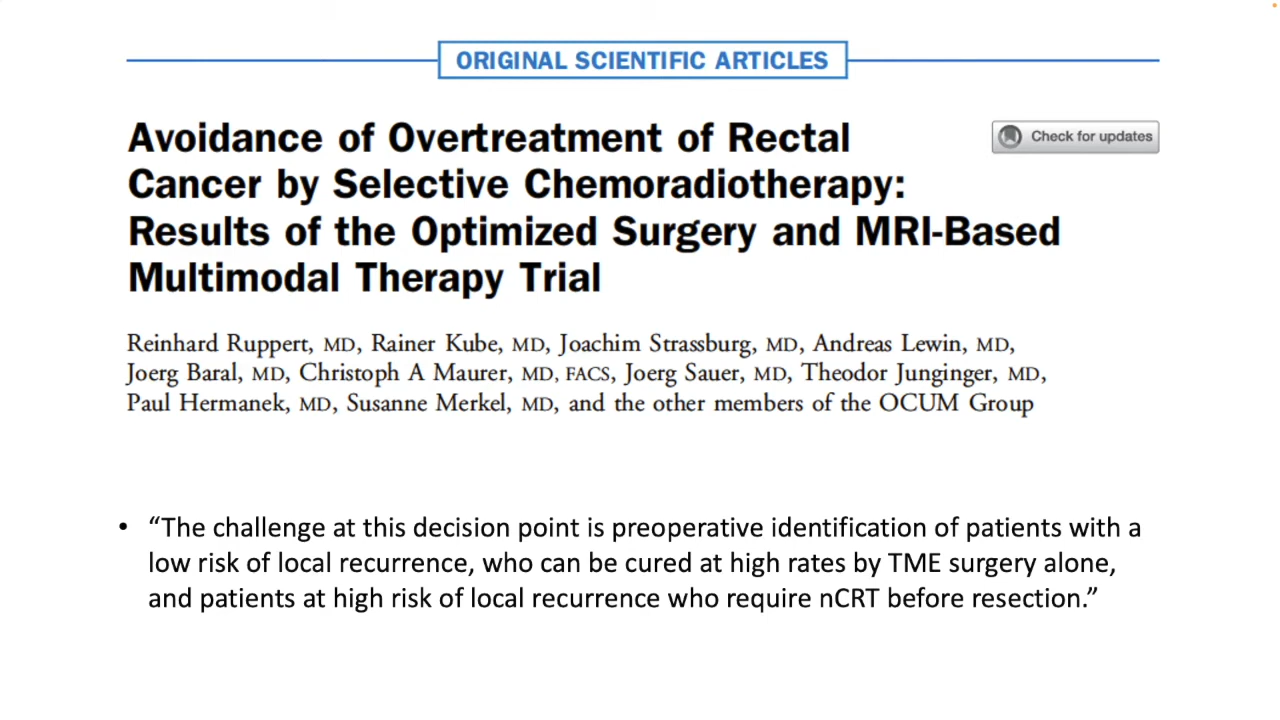 ORIGINAL SCIENTIFIC ARTICLES
Avoidance of Overtreatment of Rectal
Check for updates
Cancer by Selective Chemoradiotherapy:
Results of the Optimized Surgery and MRI-Based
Multimodal Therapy Trial
Reinhard Ruppert, MD, Rainer Kube, MD, Joachim Strassburg, MD, Andreas Lewin, MD,
Joerg Baral, MD, Christoph A Maurer, MD, FACS, Joerg Sauer, MD, Theodor Junginger, MD,
Paul Hermanek, MD, Susanne Merkel, MD, and the other members of the OCUM Group
• “The challenge at this decision point is preoperative identification of patients with a
low risk of local recurrence, who can be cured at high rates by TME surgery alone,
and patients at high risk of local recurrence who require nCRT before resection.”